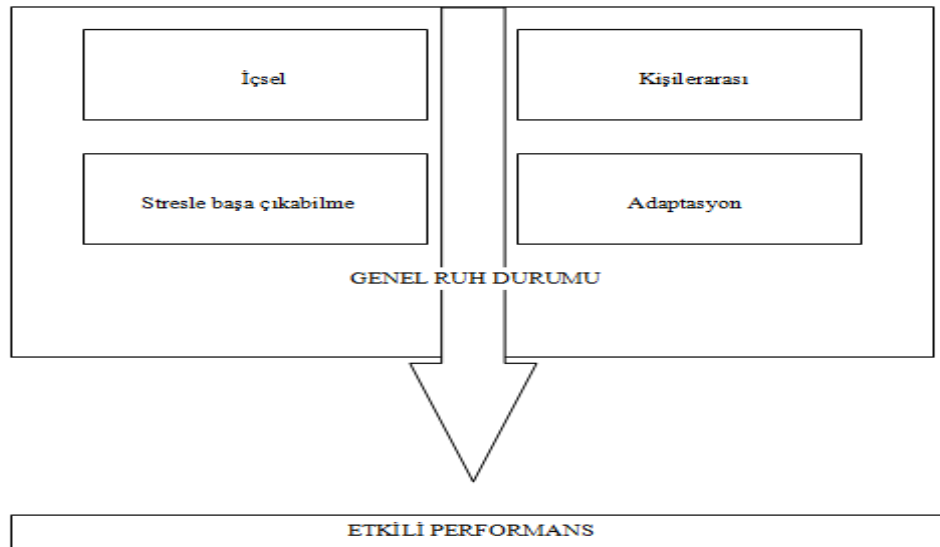 İçsel
Kişilerarası
Stresle başa çıkabilme
Adaptasyon
GENEL RUH DURUMU
ETKİLİ PERFORMANS